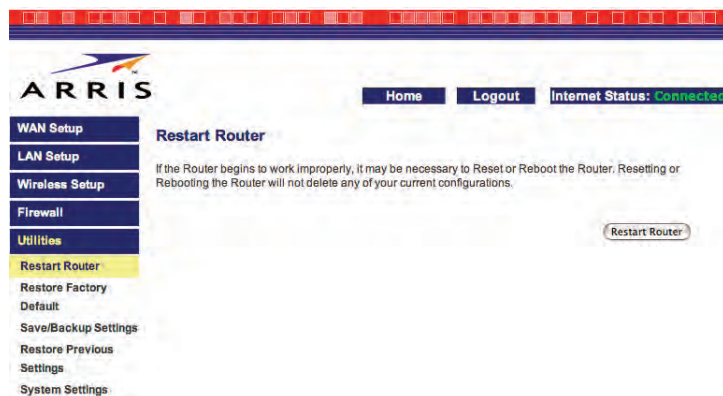 ARRIS
Home Logout Internet Status: Connected
WAN Setup
LAN Setup
Wireless Setup
Firewall
Utilities
Restart Router
Restore Factory
Default
Save/Backup Settings
Restore Previous
Settings
System Settings
Restart Router
If the Router begins to work improperly, it may be necessary to Reset or Reboot the Router. Resetting or
Rebooting the Router will not delete any of your current configurations.
Restart Router